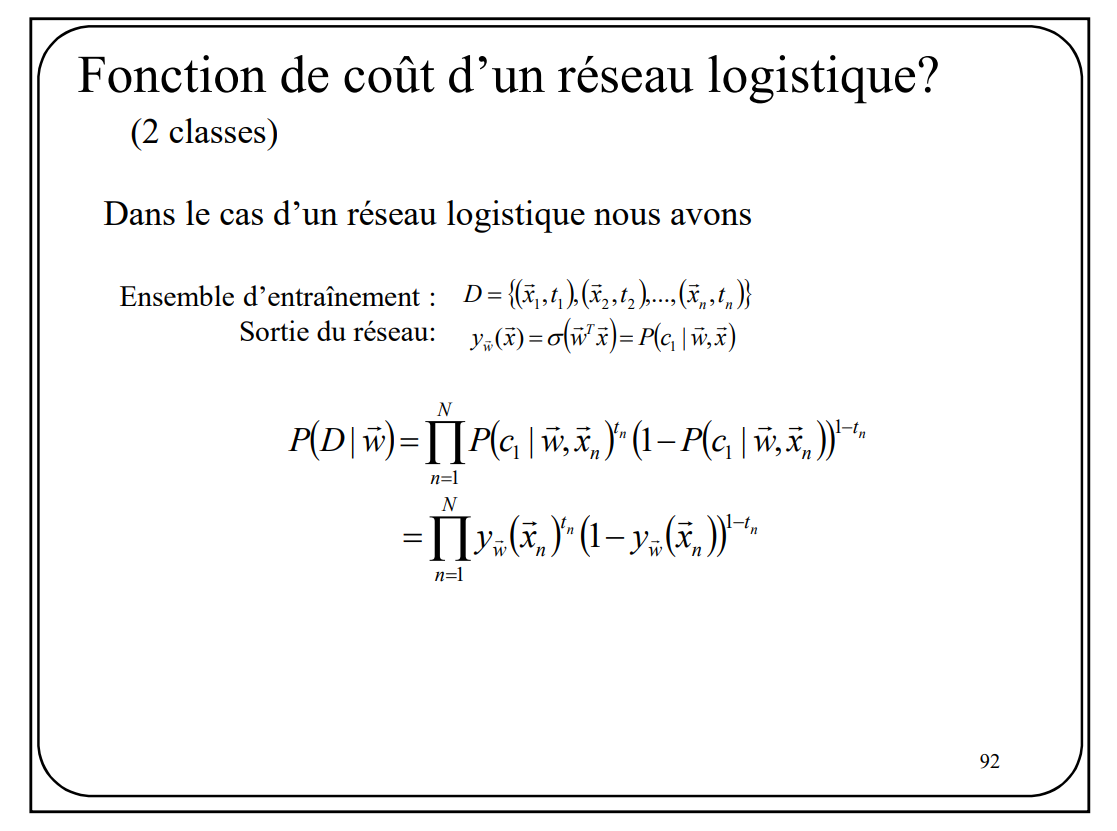 Fonction de coût d’un réseau logistique?
(2 classes)
Dans le cas d’un réseau logistique nous avons
Ensemble d’entraînement : D = {(x⃗₁,t₁),(x⃗₂,t₂),...,(x⃗ₙ,tₙ)}
Sortie du réseau: y_w⃗(x⃗) = σ(w⃗ᵀx⃗) = P(c₁ | w⃗,x⃗)
P(D | w⃗) = ∏_{n=1}^{N} P(c₁ | w⃗,x⃗ₙ)^{tₙ} (1 − P(c₁ | w⃗,x⃗ₙ))^{1−tₙ}
= ∏_{n=1}^{N} y_w⃗(x⃗ₙ)^{tₙ} (1 − y_w⃗(x⃗ₙ))^{1−tₙ}
92